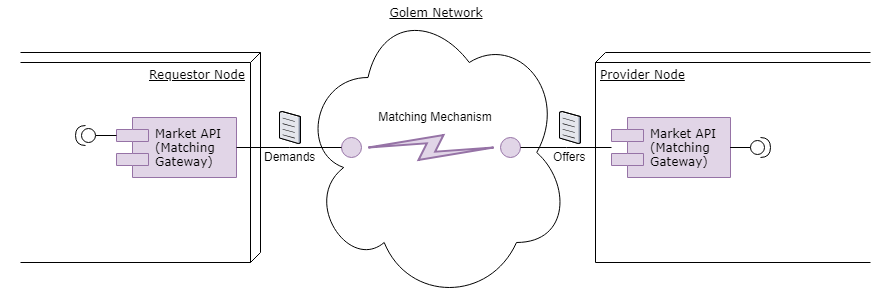 Golem Network
Requestor Node
Provider Node
Matching Mechanism
Market API
(Matching
Gateway)
Demands
Offers
Market API
(Matching
Gateway)